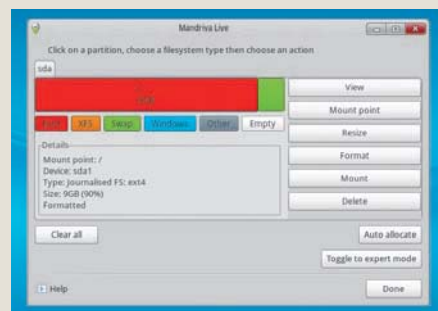 Mandriva Live
Click on a partition, choose a filesystem type then choose an action
sda
View
Mount point
XFS Swap Windows Other Empty
Resize
Details
Mount point: /
Device: sda1
Type: Journalised FS: ext4
Size: 9GB (90%)
Formatted
Format
Mount
Delete
Clear all
Auto allocate
Toggle to expert mode
Help
Done